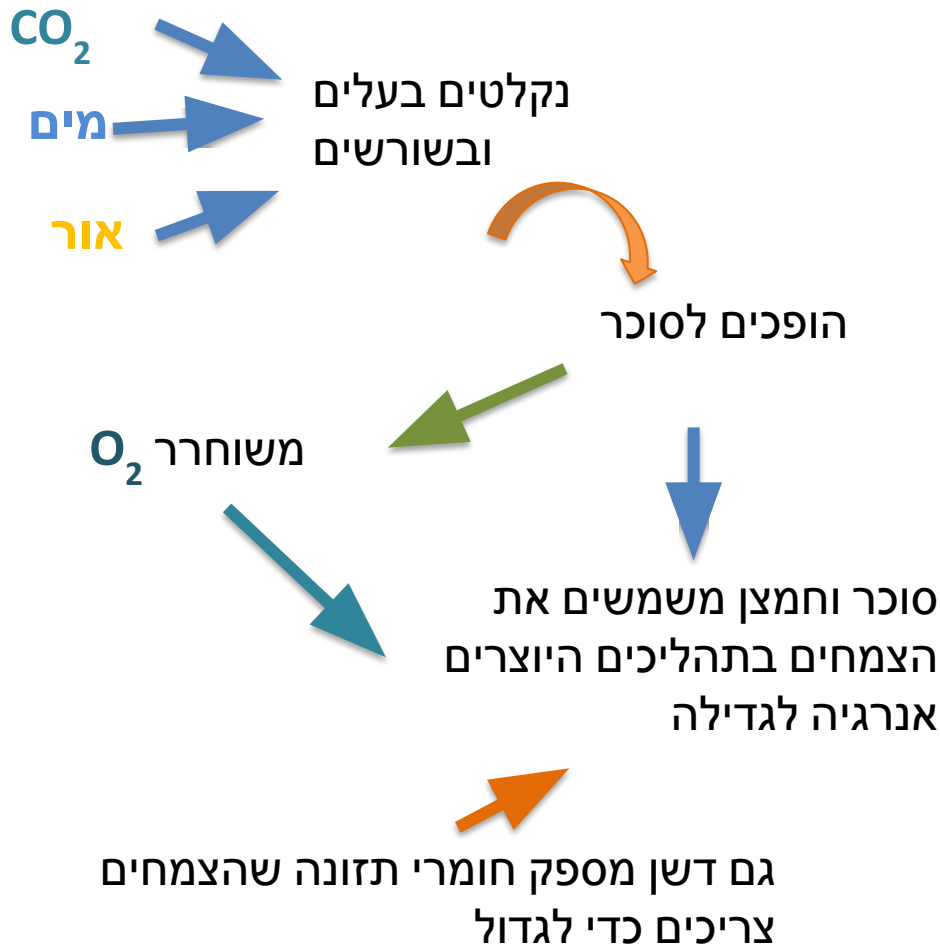 CO₂
מים
אור
נקלטים בעלים
ובשורשים
הופכים לסוכר
משוחרר O₂
סוכר וחמצן משמשים את
הצמחים בתהליכים היוצרים
אנרגיה לגדילה
גם דשן מספק חומרי תזונה שהצמחים
צריכים כדי לגדול